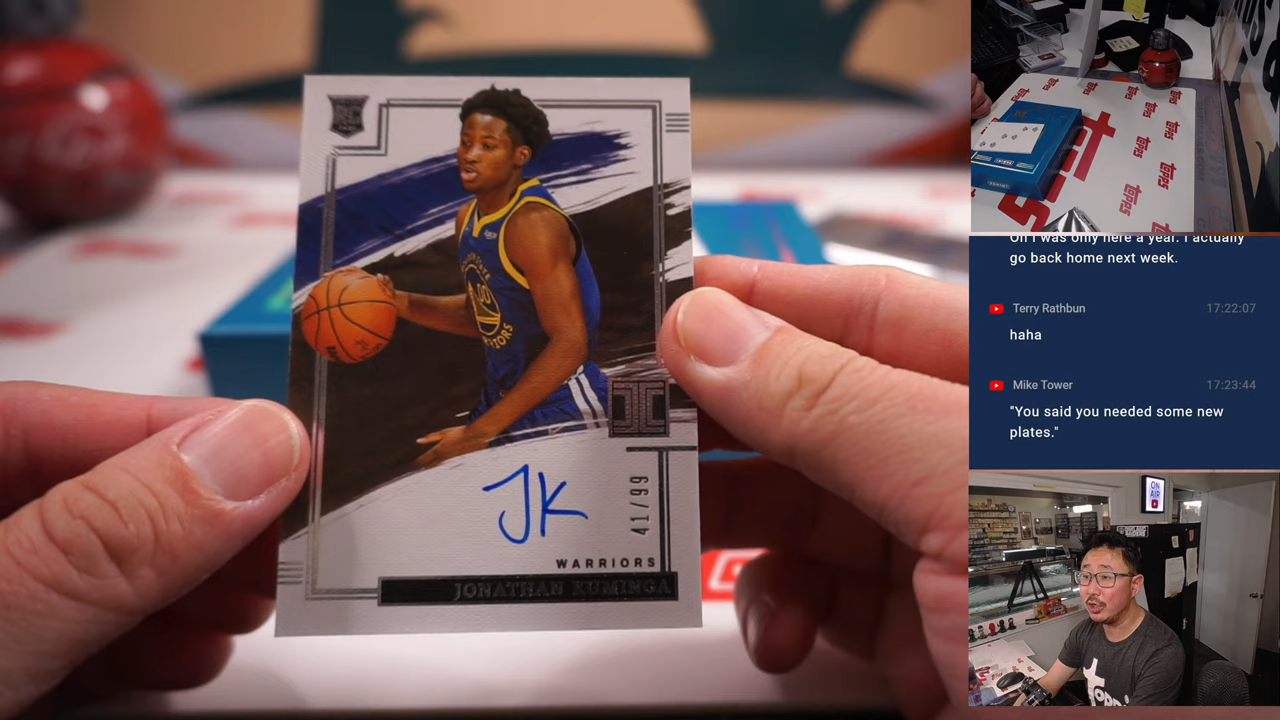 RC
WARRIORS
JK
41/99
WARRIORS
JONATHAN KUMINGA
topps
Oh I was only here a year. I actually
go back home next week.
Terry Rathbun 17:22:07
haha
Mike Tower 17:23:44
"You said you needed some new
plates."
ON
AIR